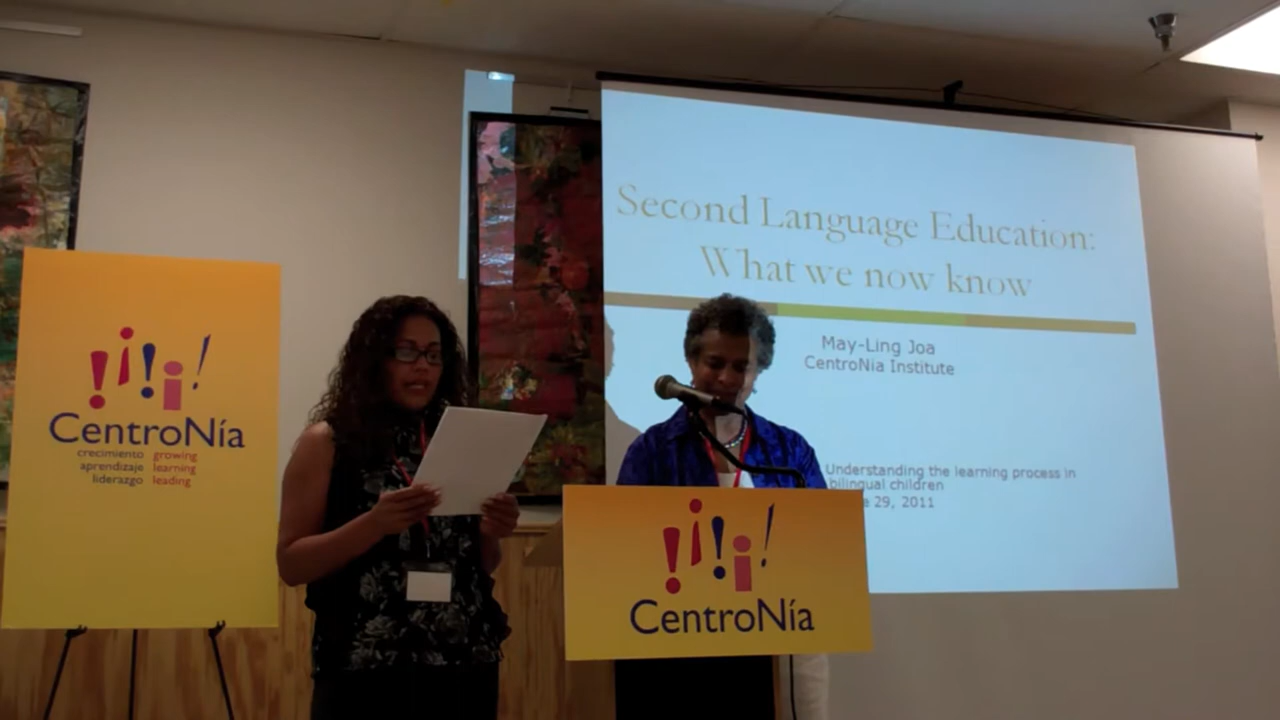 CentroNía
crecimiento growing
aprendizaje learning
liderazgo leading
Second Language Education:
What we now know
May-Ling Joa
CentroNia Institute
Understanding the learning process in
bilingual children
29, 2011
CentroNía